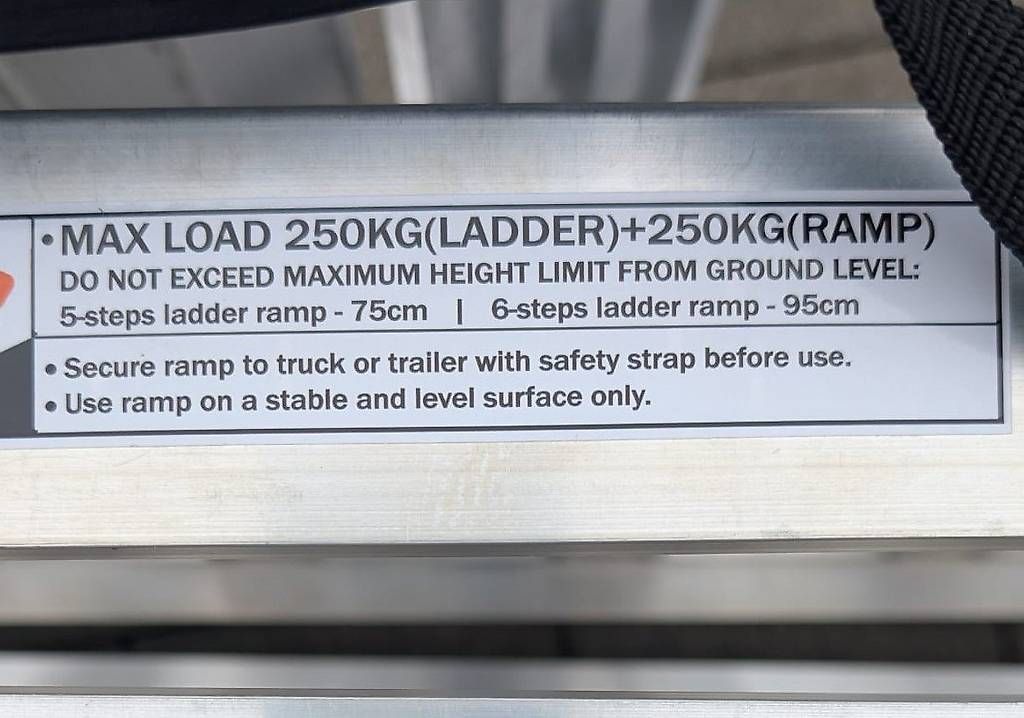 • MAX LOAD 250KG(LADDER)+250KG(RAMP)
DO NOT EXCEED MAXIMUM HEIGHT LIMIT FROM GROUND LEVEL:
5-steps ladder ramp - 75cm | 6-steps ladder ramp - 95cm
• Secure ramp to truck or trailer with safety strap before use.
• Use ramp on a stable and level surface only.